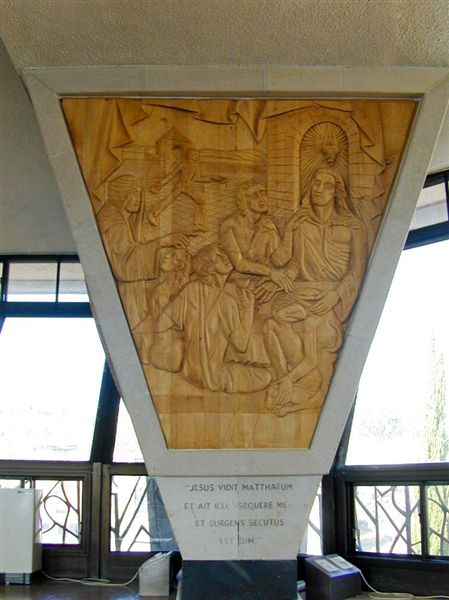 "JESUS VIDIT MATTHAEUM
ET AIT ILLI «SEQUERE ME»
ET SURGENS SECUTUS
EST EUM."